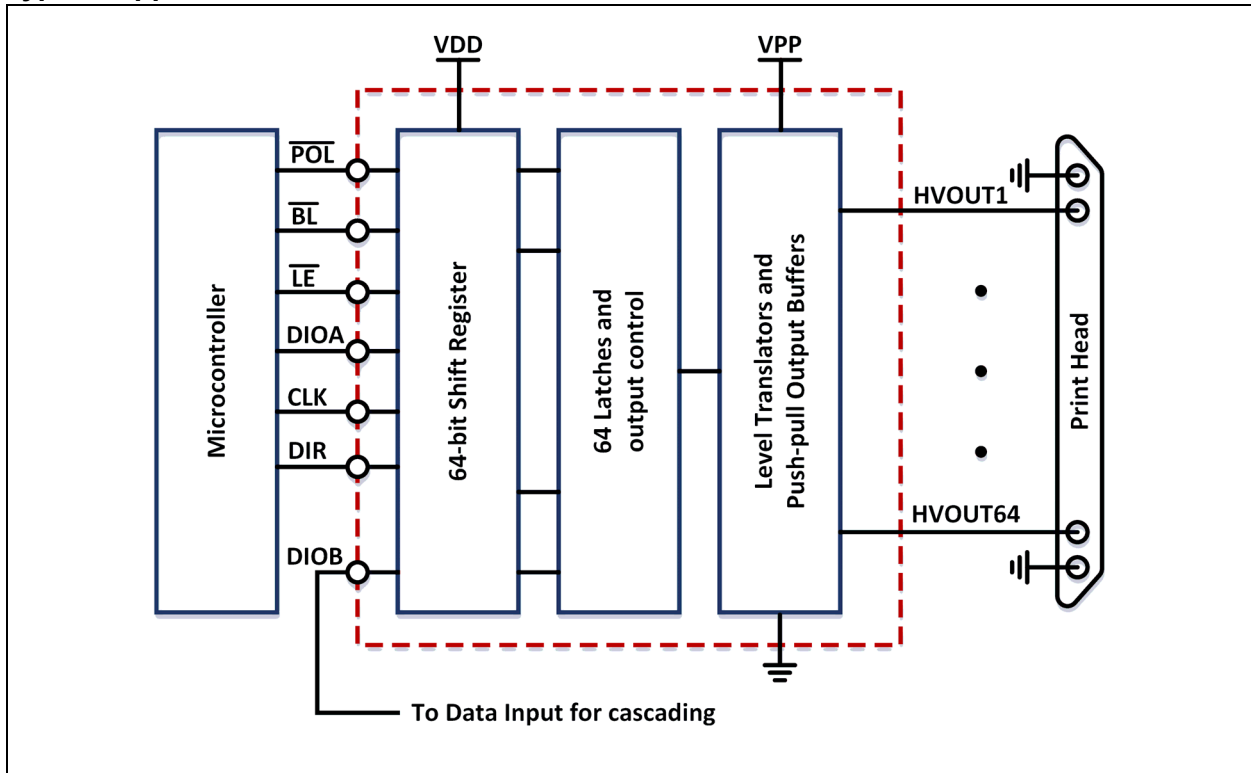 VDD
VPP
POL
BL
LE
DIOA
CLK
DIR
DIOB
Microcontroller
64-bit Shift Register
64 Latches and
output control
Level Translators and
Push-pull Output Buffers
HVOUT1
HVOUT64
Print Head
To Data Input for cascading